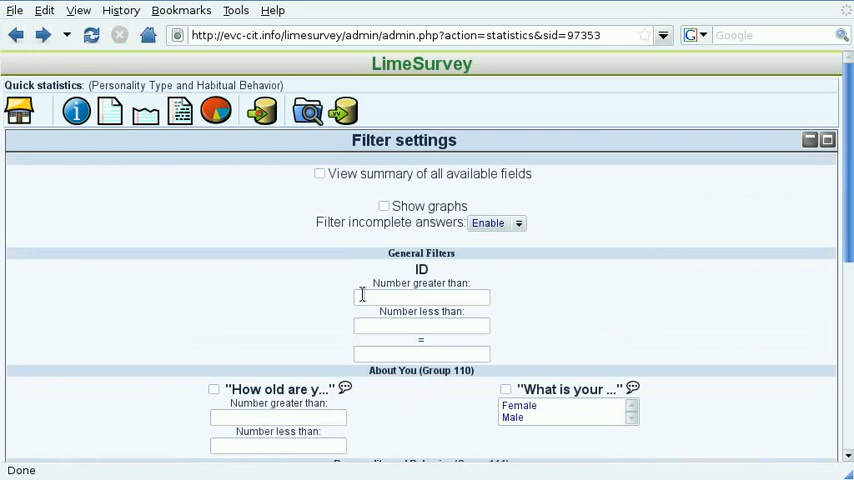 File Edit View History Bookmarks Tools Help
http://evc-cit.info/limesurvey/admin/admin.php?action=statistics&sid=97353
G Google
LimeSurvey
Quick statistics: (Personality Type and Habitual Behavior)
Filter settings
View summary of all available fields
Show graphs
Filter incomplete answers: Enable
General Filters
ID
Number greater than:
Number less than:
=
About You (Group 110)
"How old are y..." "What is your ..."
Number greater than:
Female
Male
Number less than:
Done